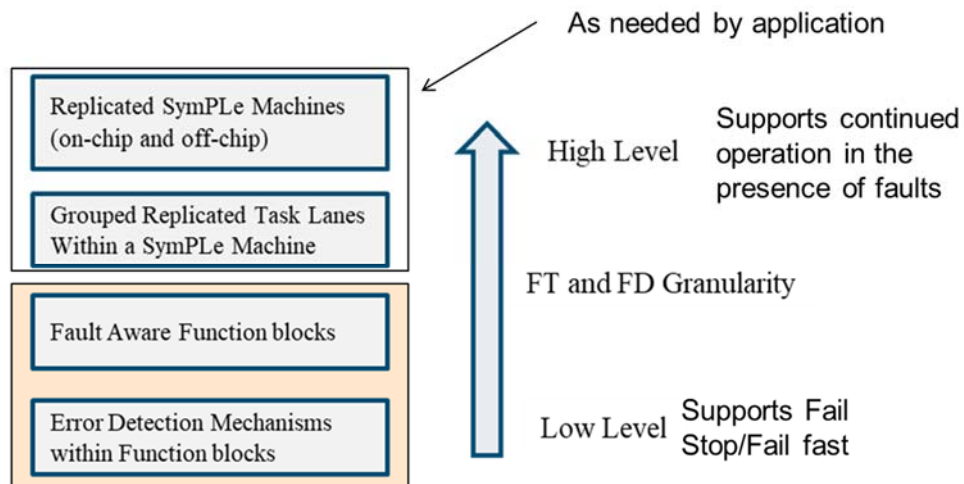 As needed by application
Replicated SymPLe Machines
(on-chip and off-chip)
Grouped Replicated Task Lanes
Within a SymPLe Machine
Fault Aware Function blocks
Error Detection Mechanisms
within Function blocks
High Level
Supports continued
operation in the
presence of faults
FT and FD Granularity
Low Level
Supports Fail
Stop/Fail fast